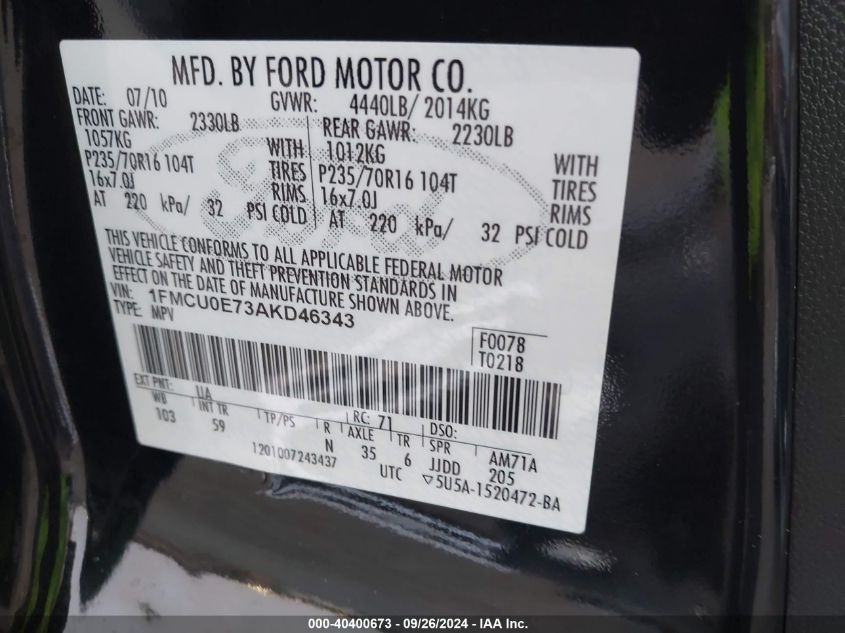 MFD. BY FORD MOTOR CO.
DATE: 07/10 GVWR: 4440LB/ 2014KG
FRONT GAWR: 2330LB REAR GAWR: 2230LB
1057KG WITH 1012KG WITH
P235/70R16 104T TIRES P235/70R16 104T TIRES
16x7.0J RIMS 16x7.0J RIMS
AT 220 kPa/ 32 PSI COLD AT 220 kPa/ 32 PSI COLD
THIS VEHICLE CONFORMS TO ALL APPLICABLE FEDERAL MOTOR
VEHICLE SAFETY AND THEFT PREVENTION STANDARDS IN
EFFECT ON THE DATE OF MANUFACTURE SHOWN ABOVE.
VIN: 1FMCU0E73AKD46343
TYPE: MPV
F0078
T0218
EXT PNT: UA RC: 71 DSO:
WB INT TR TP/PS R AXLE TR SPR AM71A
103 59 N 35 6 JJDD 205
1201007243437 UTC ▽5U5A-1520472-BA
Ford
000-40400673 - 09/26/2024 - IAA Inc.